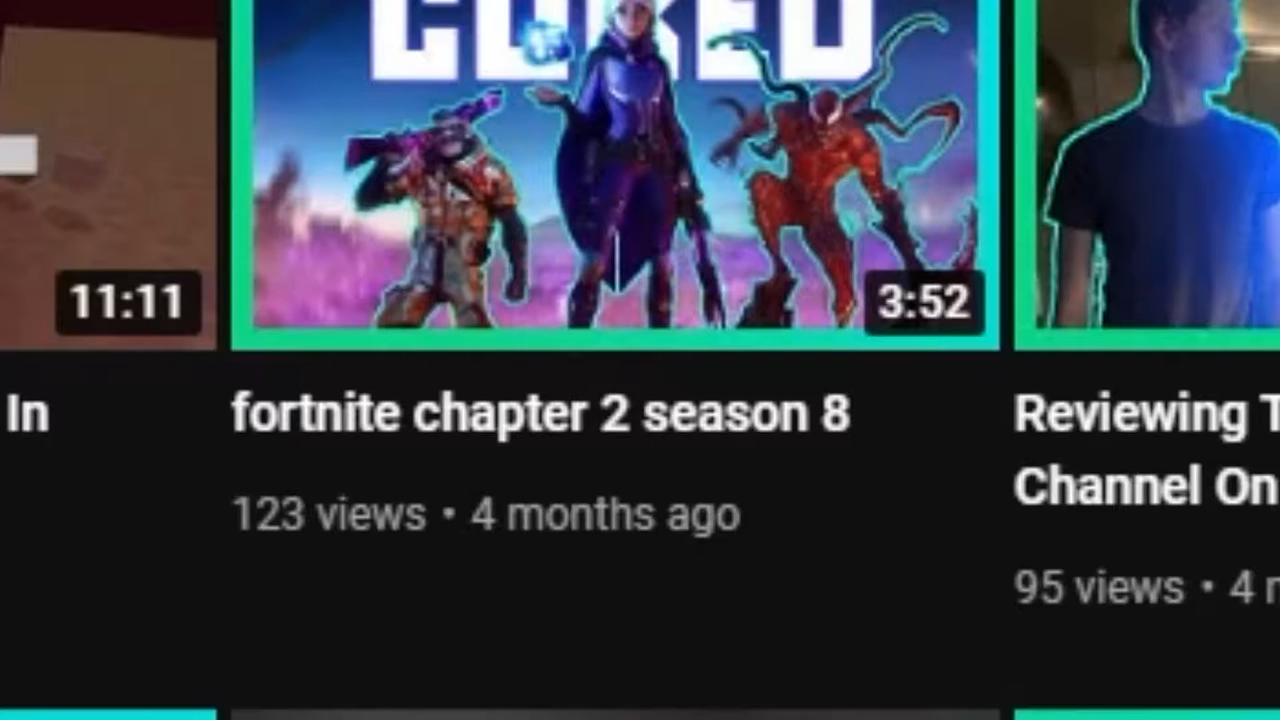 11:11
3:52
In
fortnite chapter 2 season 8
Reviewing
Channel On
123 views • 4 months ago
95 views • 4